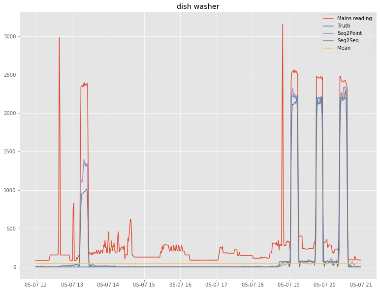 dish washer
Mains reading
Truth
Seq2Point
Seq2Seq
Mean
3000
2500
2000
1500
1000
500
0
05-07 12 05-07 13 05-07 14 05-07 15 05-07 16 05-07 17 05-07 18 05-07 19 05-07 20 05-07 21